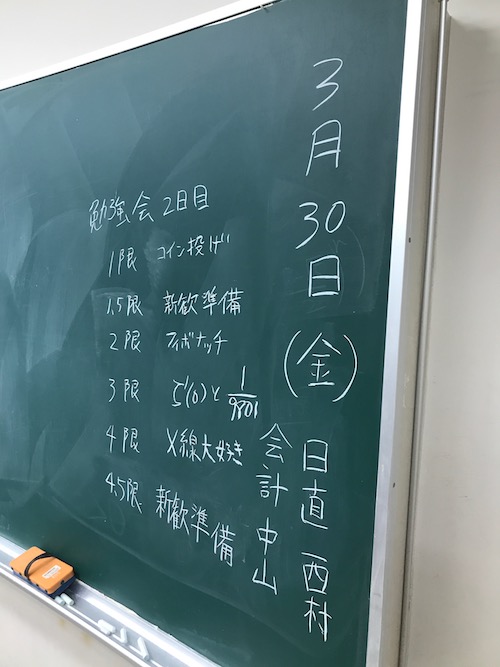 3月30日(金)
日直 西村
会計 中山
勉強会 2日目
1限 コイン投げ
1.5限 新歓準備
2限 フィボナッチ
3限 ζ'(0)と1/9801
4限 X線大好き
4.5限 新歓準備